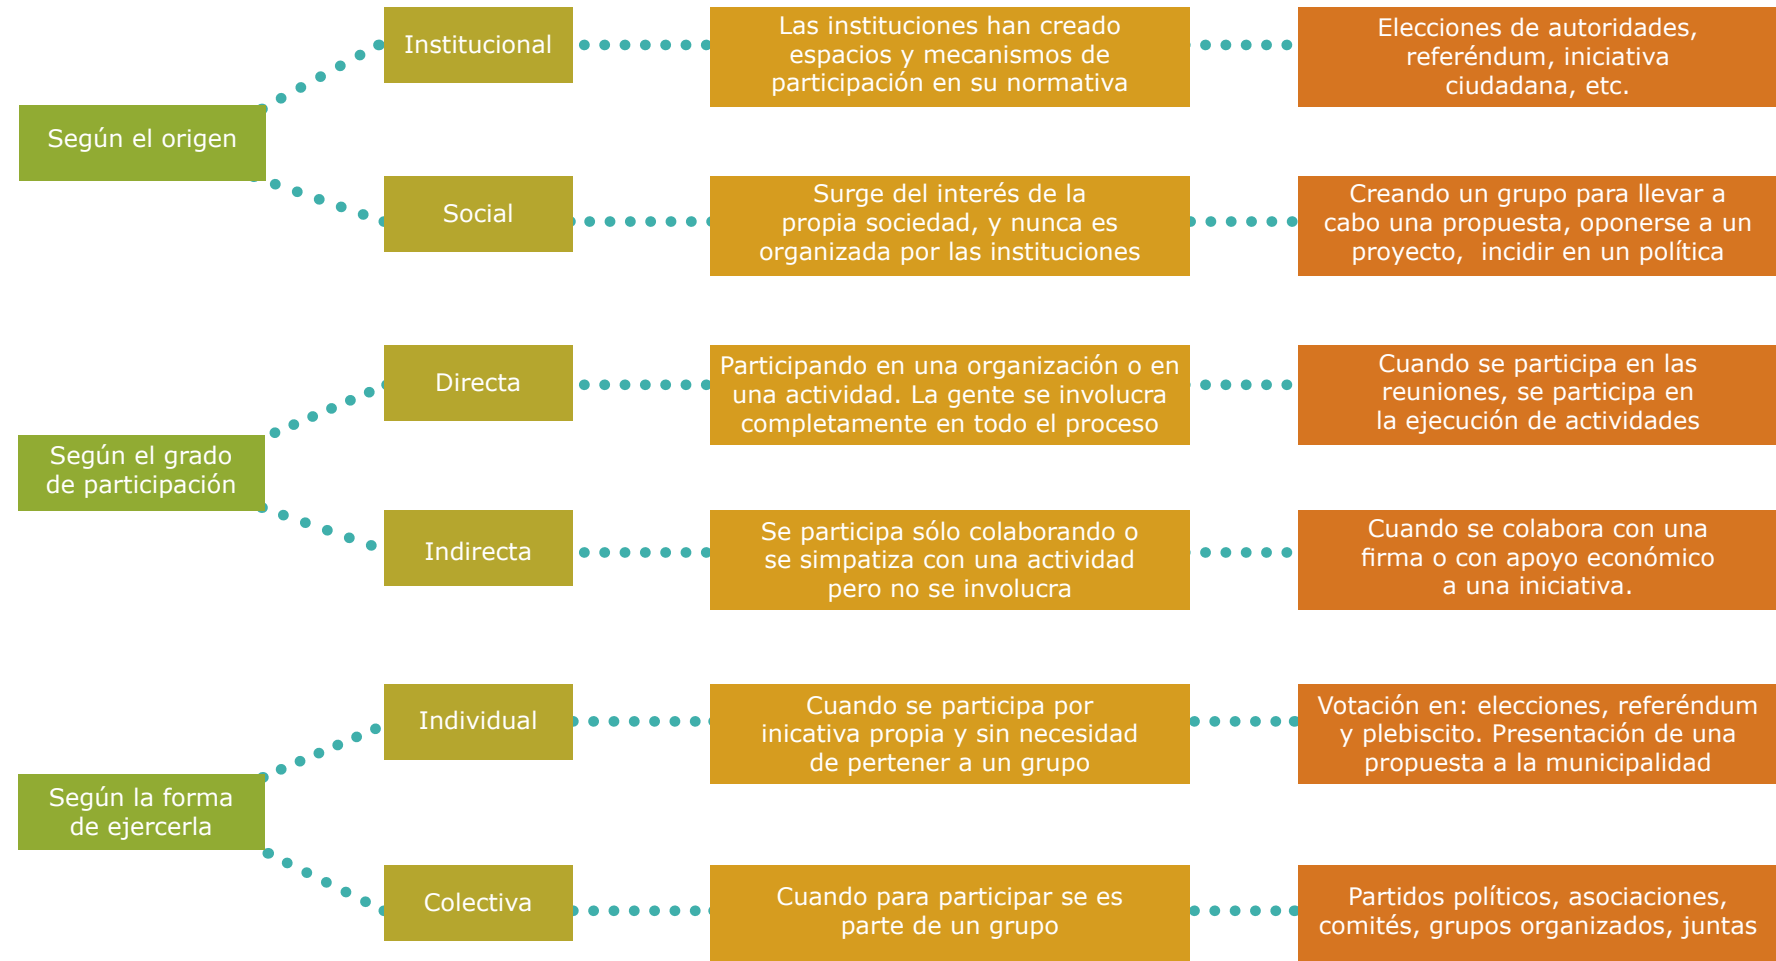 Según el origen
Institucional
Las instituciones han creado
espacios y mecanismos de
participación en su normativa
Elecciones de autoridades,
referéndum, iniciativa
ciudadana, etc.
Social
Surge del interés de la
propia sociedad, y nunca es
organizada por las instituciones
Creando un grupo para llevar a
cabo una propuesta, oponerse a un
proyecto,  incidir en un política
Según el grado
de participación
Directa
Participando en una organización o en
una actividad. La gente se involucra
completamente en todo el proceso
Cuando se participa en las
reuniones, se participa en
la ejecución de actividades
Indirecta
Se participa sólo colaborando o
se simpatiza con una actividad
pero no se involucra
Cuando se colabora con una
firma o con apoyo económico
a una iniciativa.
Según la forma
de ejercerla
Individual
Cuando se participa por
inicativa propia y sin necesidad
de pertener a un grupo
Votación en: elecciones, referéndum
y plebiscito. Presentación de una
propuesta a la municipalidad
Colectiva
Cuando para participar se es
parte de un grupo
Partidos políticos, asociaciones,
comités, grupos organizados, juntas